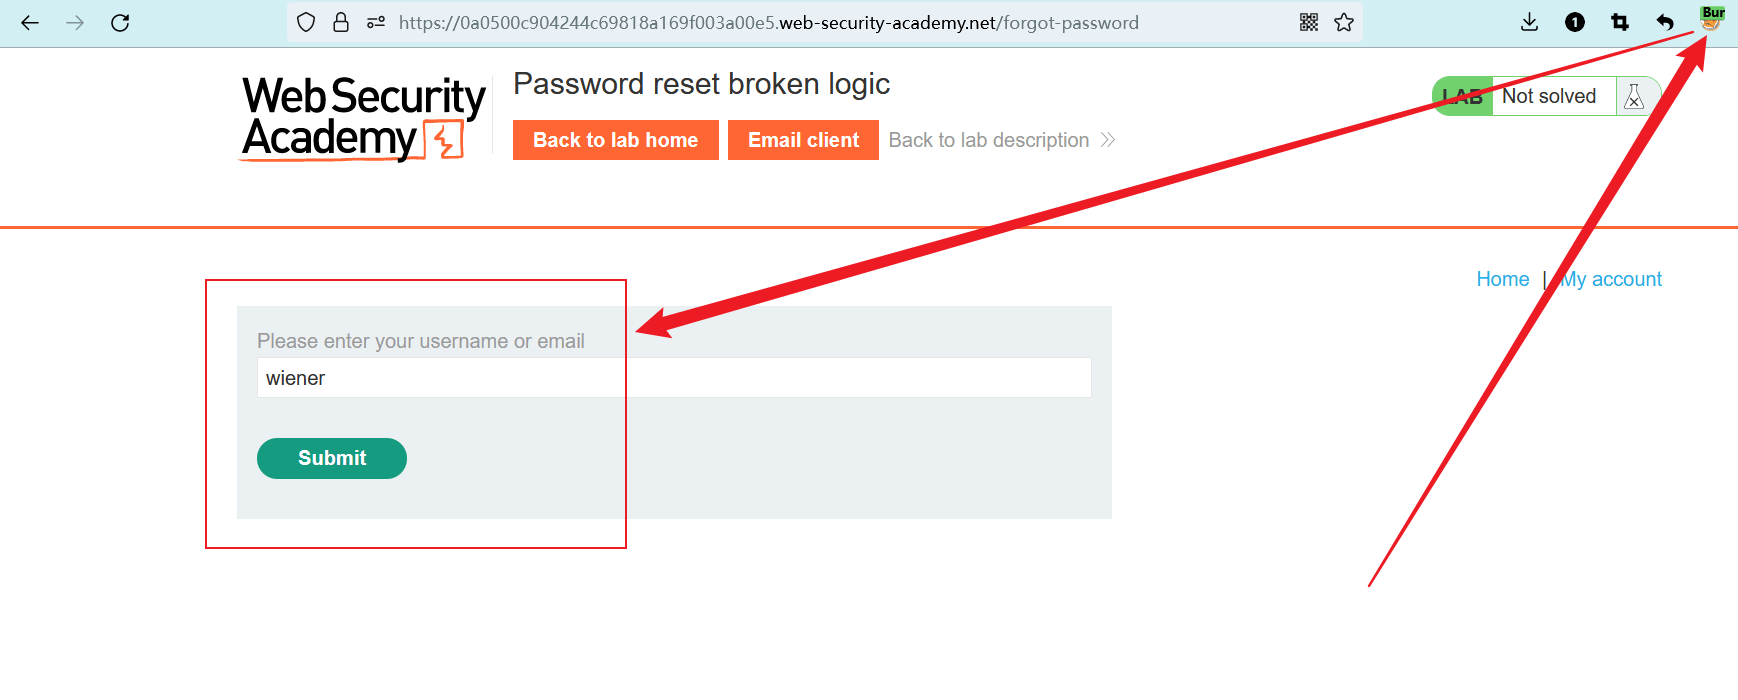 https://0a0500c904244c69818a169f003a00e5.web-security-academy.net/forgot-password
1
Bur
Web Security
Academy
Password reset broken logic
Back to lab home
Email client
Back to lab description
LAB
Not solved
Home | My account
Please enter your username or email
wiener
Submit